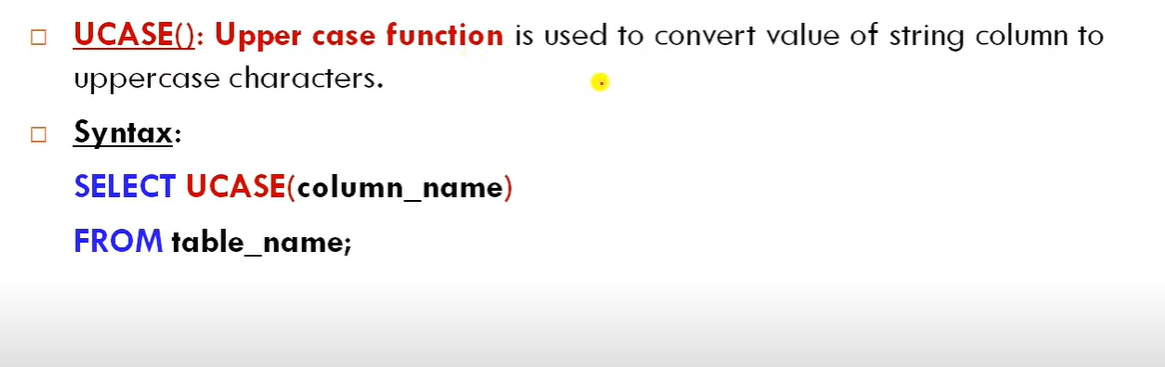 UCASE(): Upper case function is used to convert value of string column to
uppercase characters.
Syntax:
SELECT UCASE(column_name)
FROM table_name;